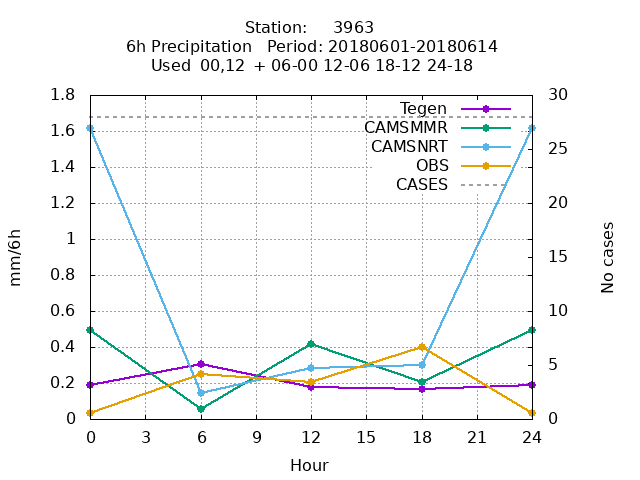 Station: 3963
6h Precipitation Period: 20180601-20180614
Used 00,12 + 06-00 12-06 18-12 24-18
1.8
1.6
1.4
1.2
1
0.8
0.6
0.4
0.2
0
mm/6h
Tegen
CAMSMMR
CAMSNRT
OBS
CASES
30
25
20
15
10
5
0
No cases
0 3 6 9 12 15 18 21 24
Hour